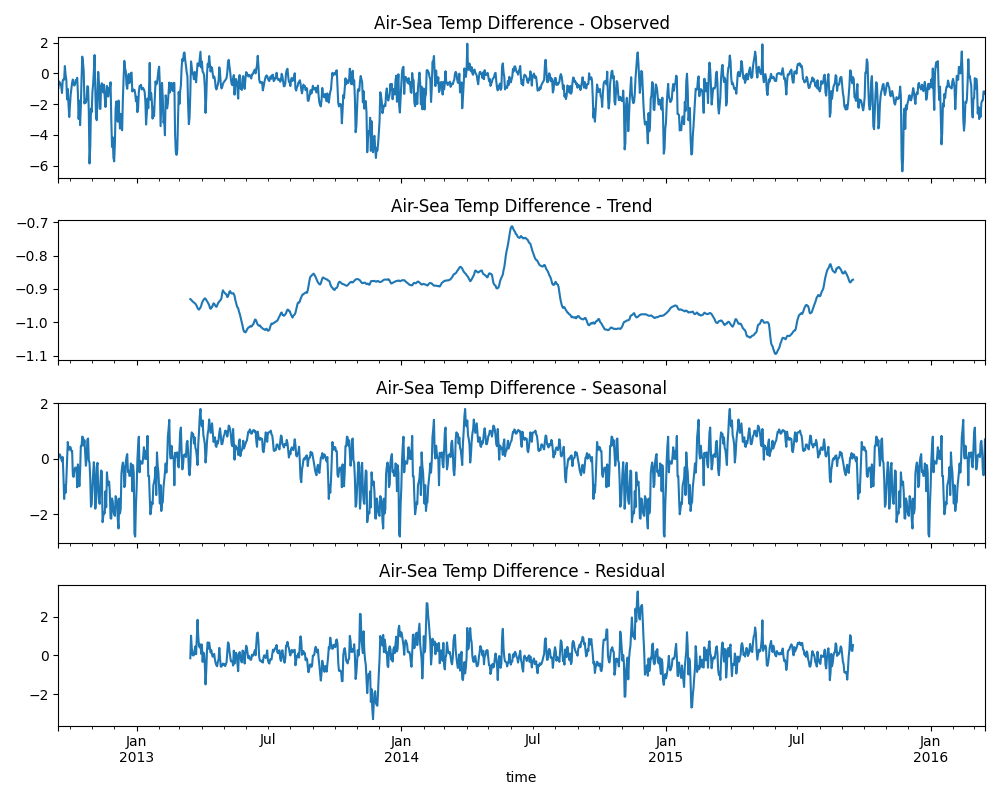 Air-Sea Temp Difference - Observed
2
0
−2
−4
−6
Air-Sea Temp Difference - Trend
−0.7
−0.8
−0.9
−1.0
−1.1
Air-Sea Temp Difference - Seasonal
2
0
−2
Air-Sea Temp Difference - Residual
2
0
−2
Jan Jul Jan Jul Jan Jul Jan
2013 2014 2015 2016
time